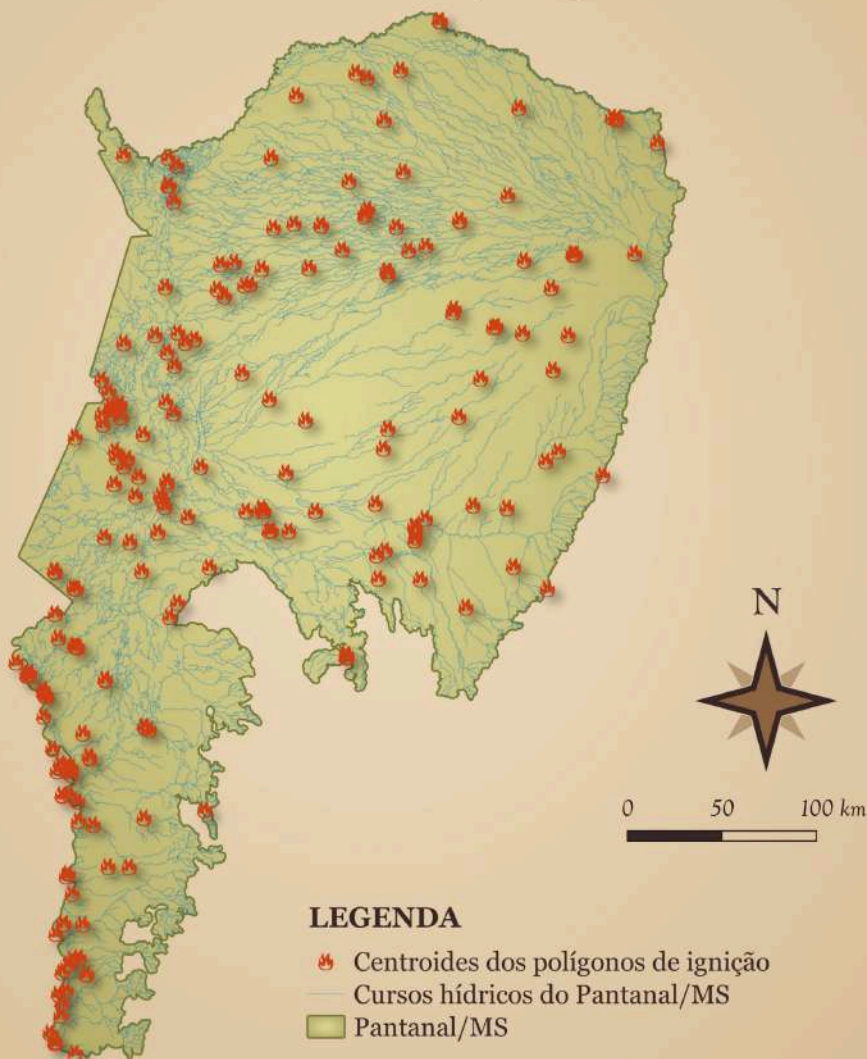 N
0 50 100 km
LEGENDA
Centroides dos polígonos de ignição
Cursos hídricos do Pantanal/MS
Pantanal/MS